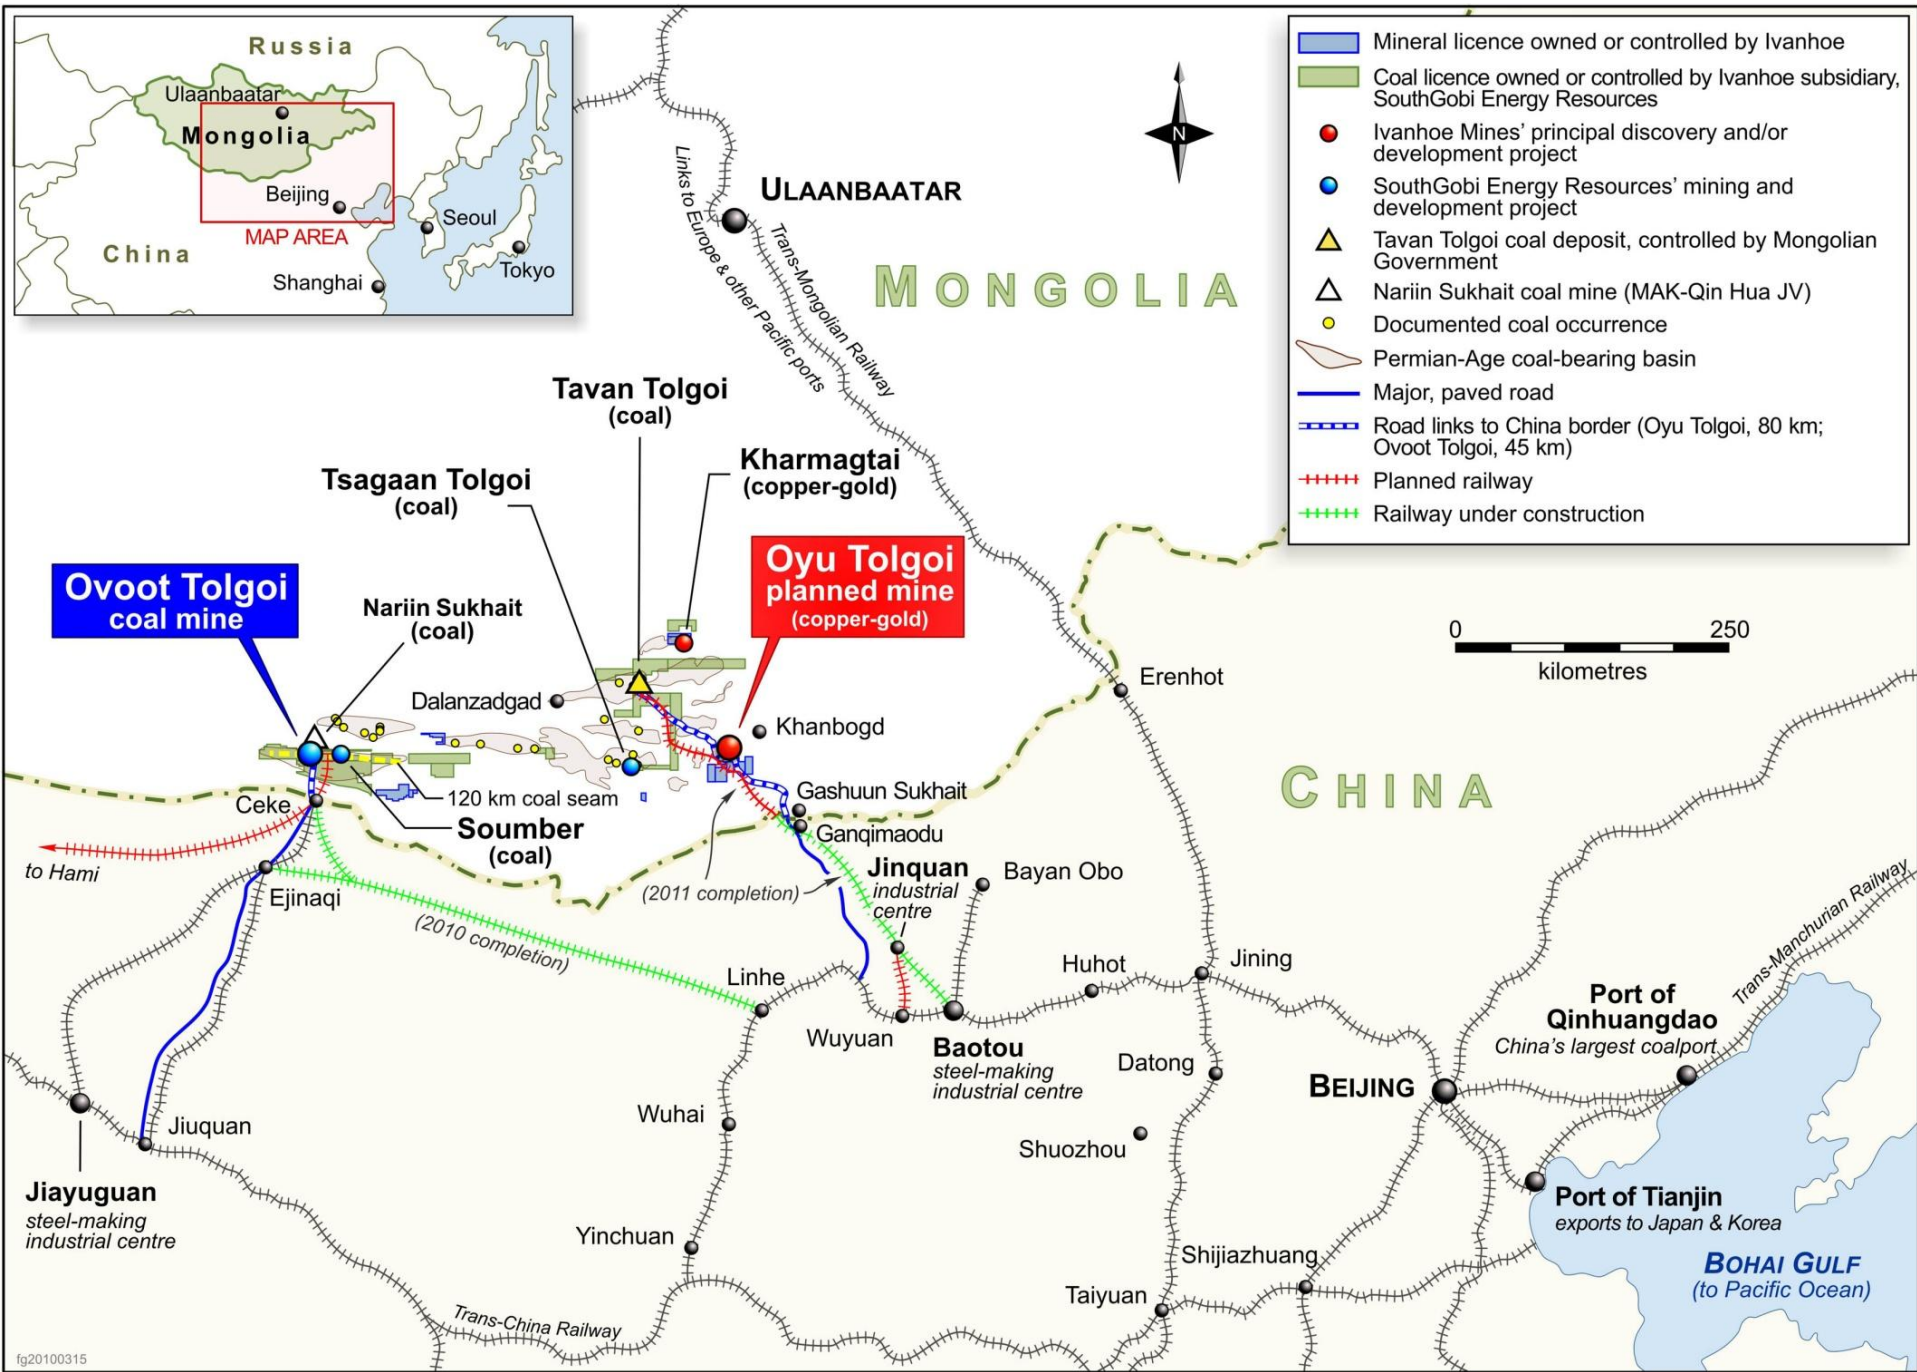 Russia
Ulaanbaatar
Mongolia
Beijing
MAP AREA
Seoul
China
Shanghai
Tokyo
Mineral licence owned or controlled by Ivanhoe
Coal licence owned or controlled by Ivanhoe subsidiary,
SouthGobi Energy Resources
Ivanhoe Mines' principal discovery and/or
development project
SouthGobi Energy Resources' mining and
development project
Tavan Tolgoi coal deposit, controlled by Mongolian
Government
Nariin Sukhait coal mine (MAK-Qin Hua JV)
Documented coal occurrence
Permian-Age coal-bearing basin
Major, paved road
Road links to China border (Oyu Tolgoi, 80 km;
Ovoot Tolgoi, 45 km)
Planned railway
Railway under construction
N
ULAANBAATAR
Links to Europe & other Pacific ports
Trans-Mongolian Railway
MONGOLIA
Tavan Tolgoi
(coal)
Kharmagtai
(copper-gold)
Tsagaan Tolgoi
(coal)
Oyu Tolgoi
planned mine
(copper-gold)
Ovoot Tolgoi
coal mine
Nariin Sukhait
(coal)
0 250
kilometres
Erenhot
Dalanzadgad
Khanbogd
CHINA
Gashuun Sukhait
Ceke
120 km coal seam
Soumber
(coal)
Ganqimaodu
to Hami
Jinquan
industrial
centre
Bayan Obo
(2011 completion)
Ejinaqi
(2010 completion)
Linhe
Huhot
Jining
Trans-Manchurian Railway
Port of
Qinhuangdao
China's largest coalport
Wuyuan
Baotou
steel-making
industrial centre
Datong
BEIJING
Wuhai
Shuozhou
Jiuquan
Jiayuguan
steel-making
industrial centre
Port of Tianjin
exports to Japan & Korea
Yinchuan
Shijiazhuang
BOHAI GULF
(to Pacific Ocean)
Taiyuan
Trans-China Railway
fg20100315